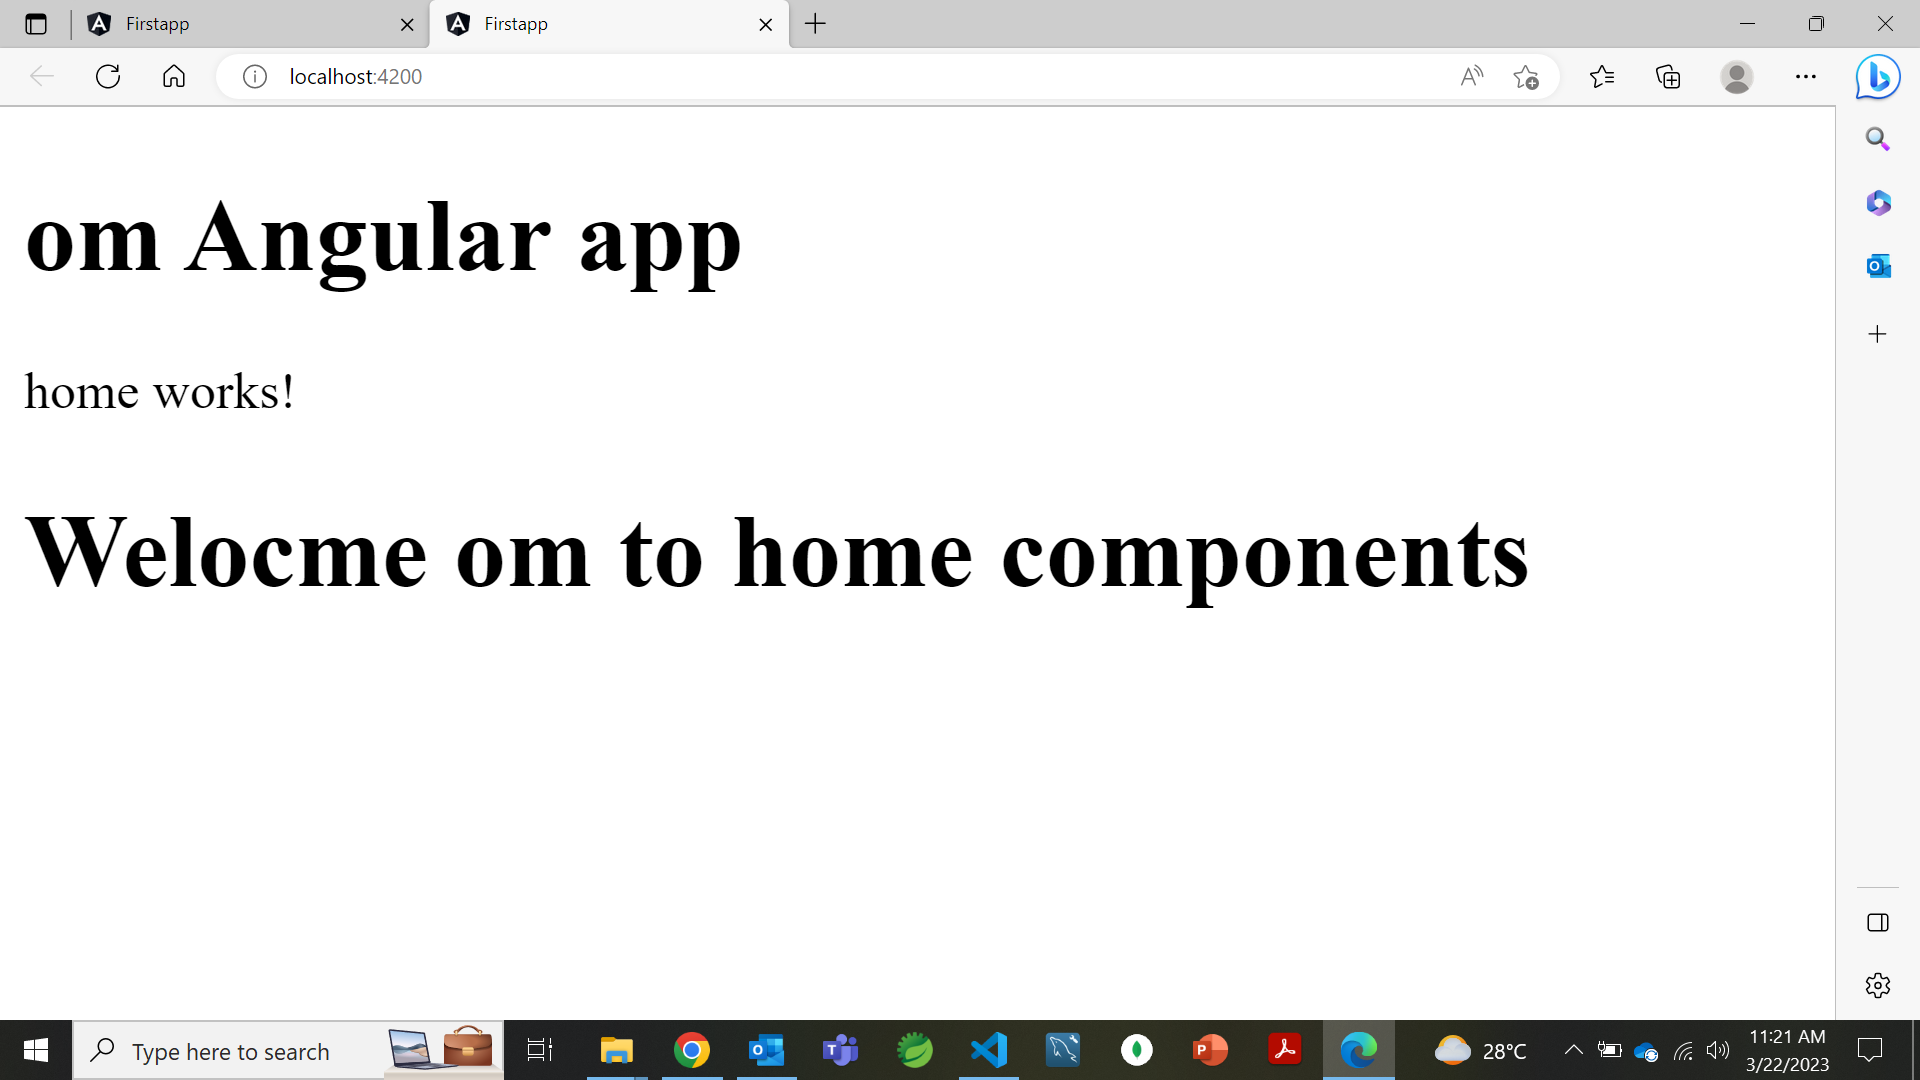 Firstapp
Firstapp
localhost:4200
om Angular app
home works!
Welocme om to home components
Type here to search
28°C
11:21 AM
3/22/2023